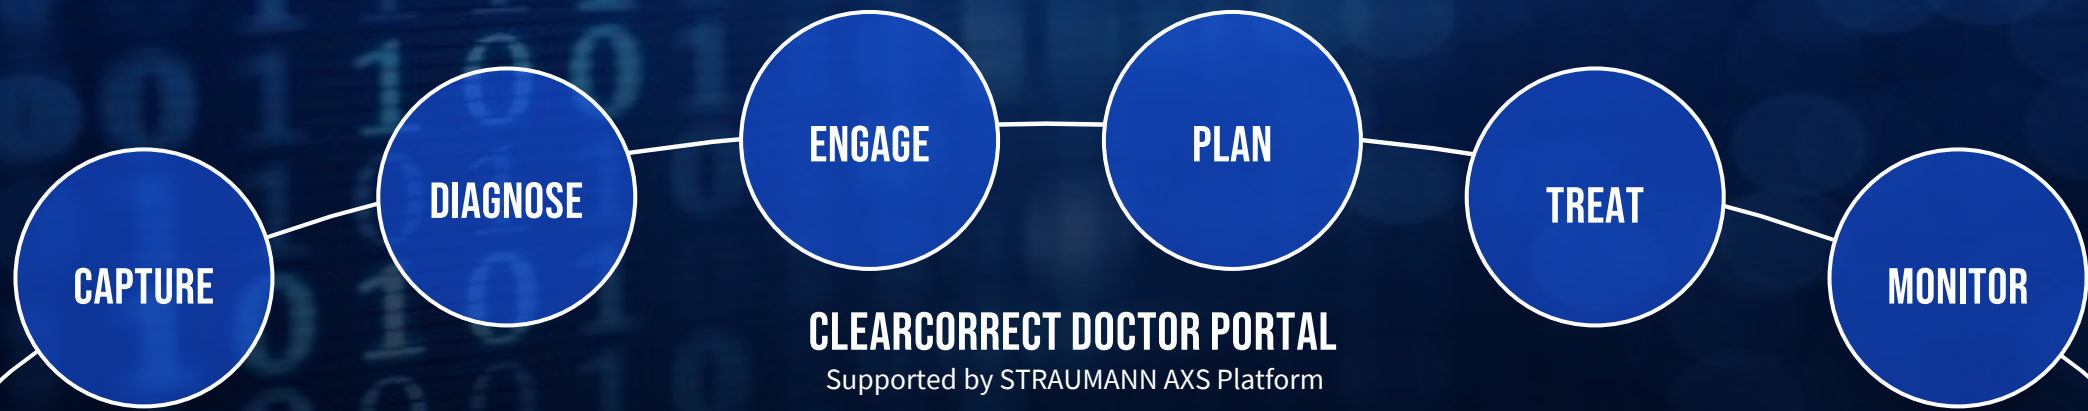 CAPTURE
DIAGNOSE
ENGAGE
PLAN
TREAT
MONITOR
CLEARCORRECT DOCTOR PORTAL
Supported by STRAUMANN AXS Platform